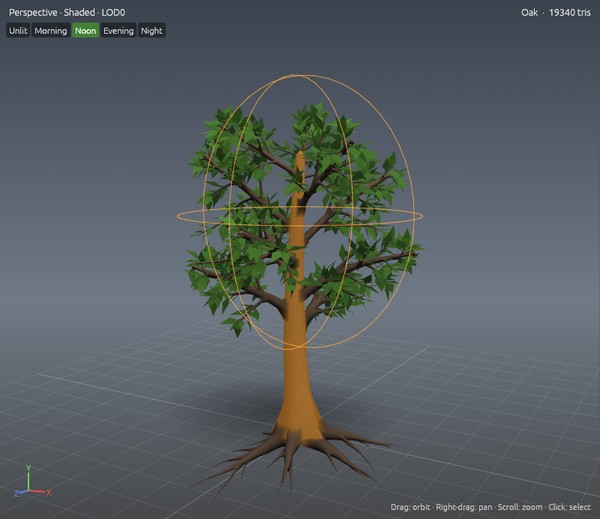 Perspective · Shaded · LOD0
Oak · 19340 tris
Unlit Morning Noon Evening Night
Y
Z X
Drag: orbit · Right-drag: pan · Scroll: zoom · Click: select